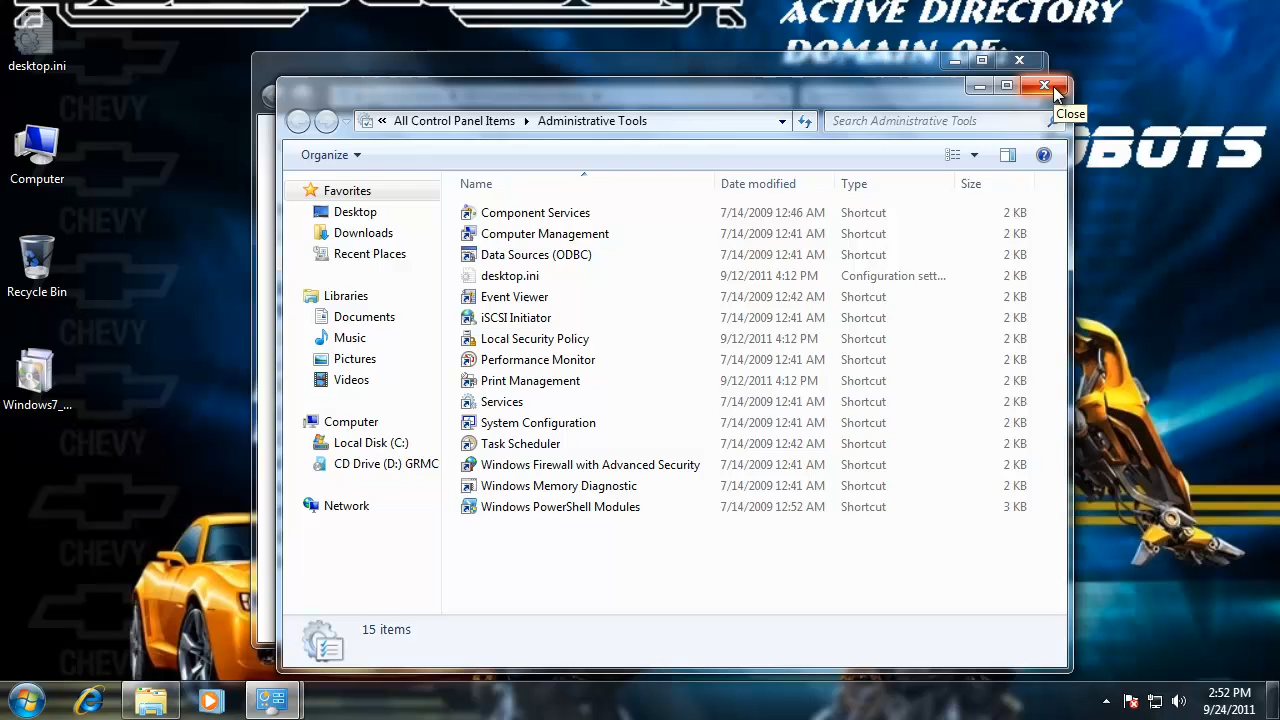 ACTIVE DIRECTORY
DOMAIN OF:
desktop.ini
CHEVY
Close
All Control Panel Items
Administrative Tools
Search Administrative Tools
Computer
CHEVY
Organize
Name
Date modified
Type
Size
Favorites
Desktop
Downloads
Recent Places
Libraries
Documents
Music
Pictures
Videos
Computer
Local Disk (C:)
CD Drive (D:) GRMC
Network
Component Services 7/14/2009 12:46 AM Shortcut 2 KB
Computer Management 7/14/2009 12:41 AM Shortcut 2 KB
Data Sources (ODBC) 7/14/2009 12:41 AM Shortcut 2 KB
desktop.ini 9/12/2011 4:12 PM Configuration sett... 2 KB
Event Viewer 7/14/2009 12:42 AM Shortcut 2 KB
iSCSI Initiator 7/14/2009 12:41 AM Shortcut 2 KB
Local Security Policy 9/12/2011 4:12 PM Shortcut 2 KB
Performance Monitor 7/14/2009 12:41 AM Shortcut 2 KB
Print Management 9/12/2011 4:12 PM Shortcut 2 KB
Services 7/14/2009 12:41 AM Shortcut 2 KB
System Configuration 7/14/2009 12:41 AM Shortcut 2 KB
Task Scheduler 7/14/2009 12:42 AM Shortcut 2 KB
Windows Firewall with Advanced Security 7/14/2009 12:41 AM Shortcut 2 KB
Windows Memory Diagnostic 7/14/2009 12:41 AM Shortcut 2 KB
Windows PowerShell Modules 7/14/2009 12:52 AM Shortcut 3 KB
Recycle Bin
CHEVY
Windows7_...
CHEVY
CHEVY
CHEVY
15 items
2:52 PM
9/24/2011